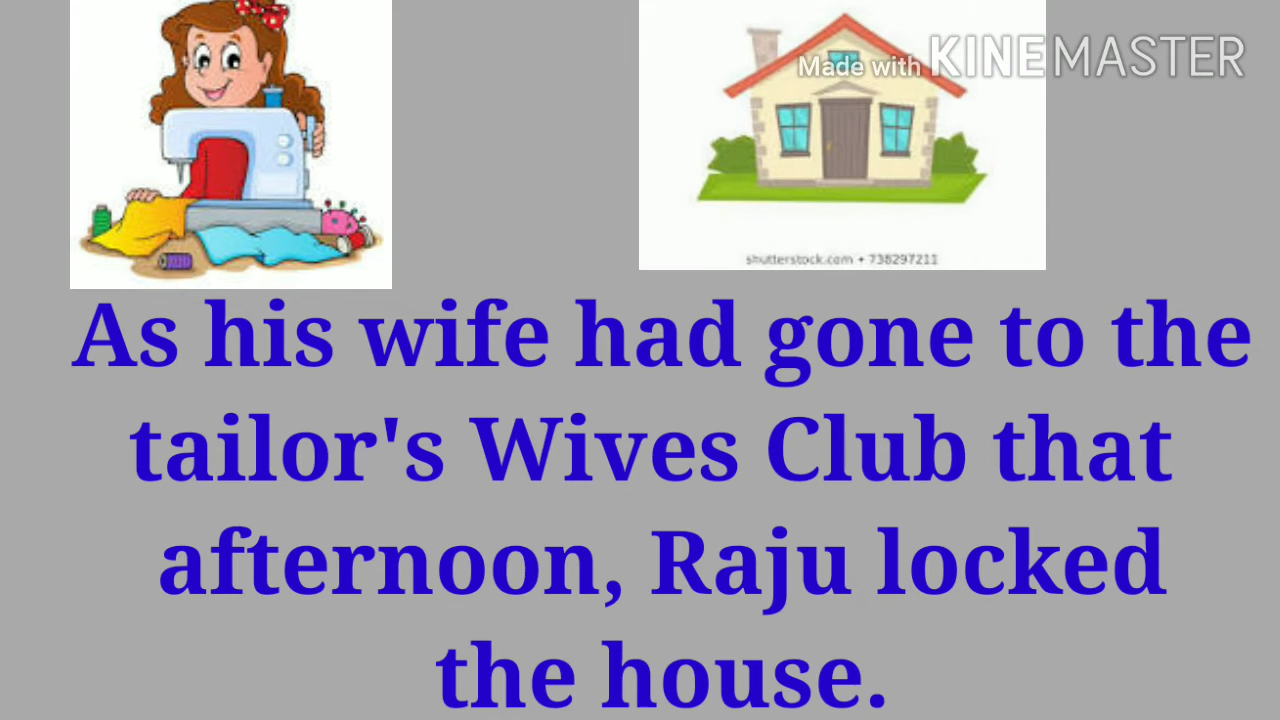 Made with KINEMASTER
shutterstock.com • 738297211
As his wife had gone to the
tailor's Wives Club that
afternoon, Raju locked
the house.